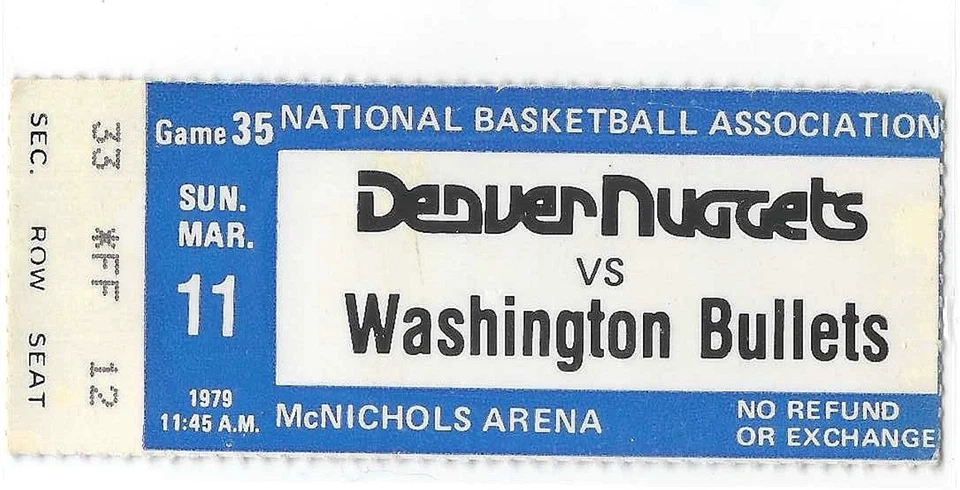 SEC. ROW SEAT
33 *FF 12
Game 35
SUN.
MAR.
11
1979
11:45 A.M.
NATIONAL BASKETBALL ASSOCIATION
Denver Nuggets
VS
Washington Bullets
McNICHOLS ARENA
NO REFUND
OR EXCHANGE